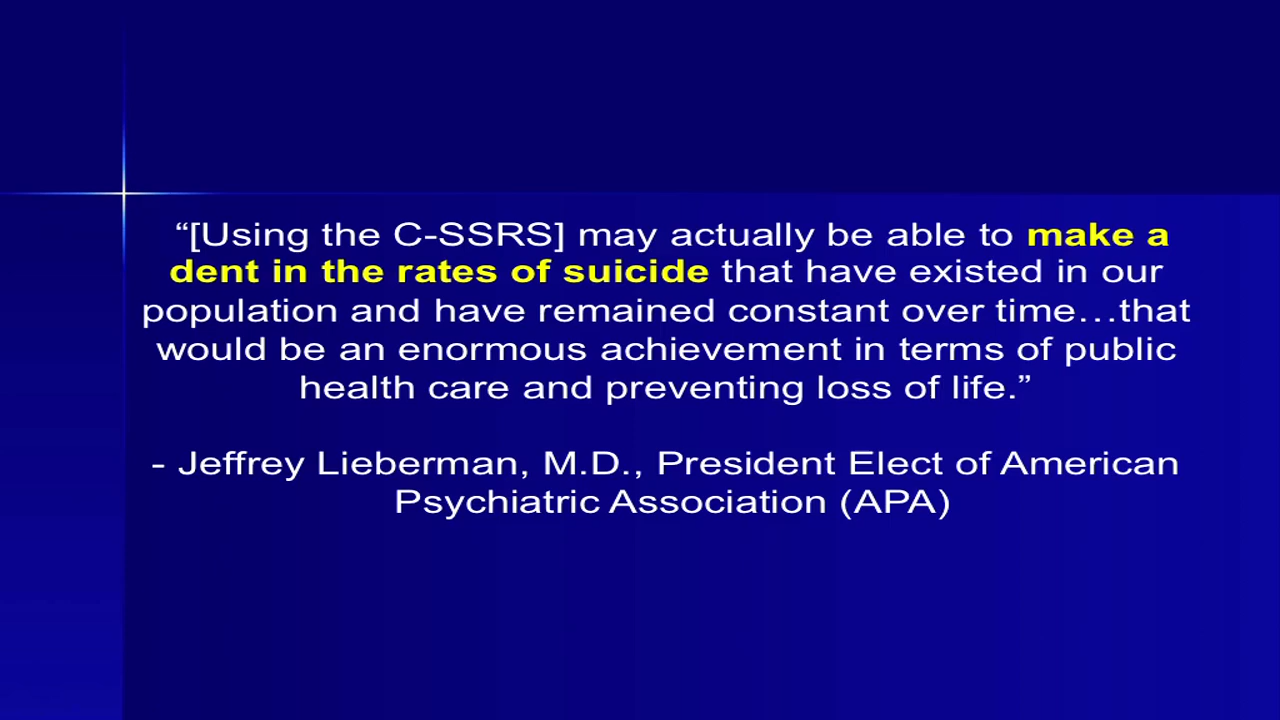 “[Using the C-SSRS] may actually be able to make a
dent in the rates of suicide that have existed in our
population and have remained constant over time…that
would be an enormous achievement in terms of public
health care and preventing loss of life.”
- Jeffrey Lieberman, M.D., President Elect of American
Psychiatric Association (APA)